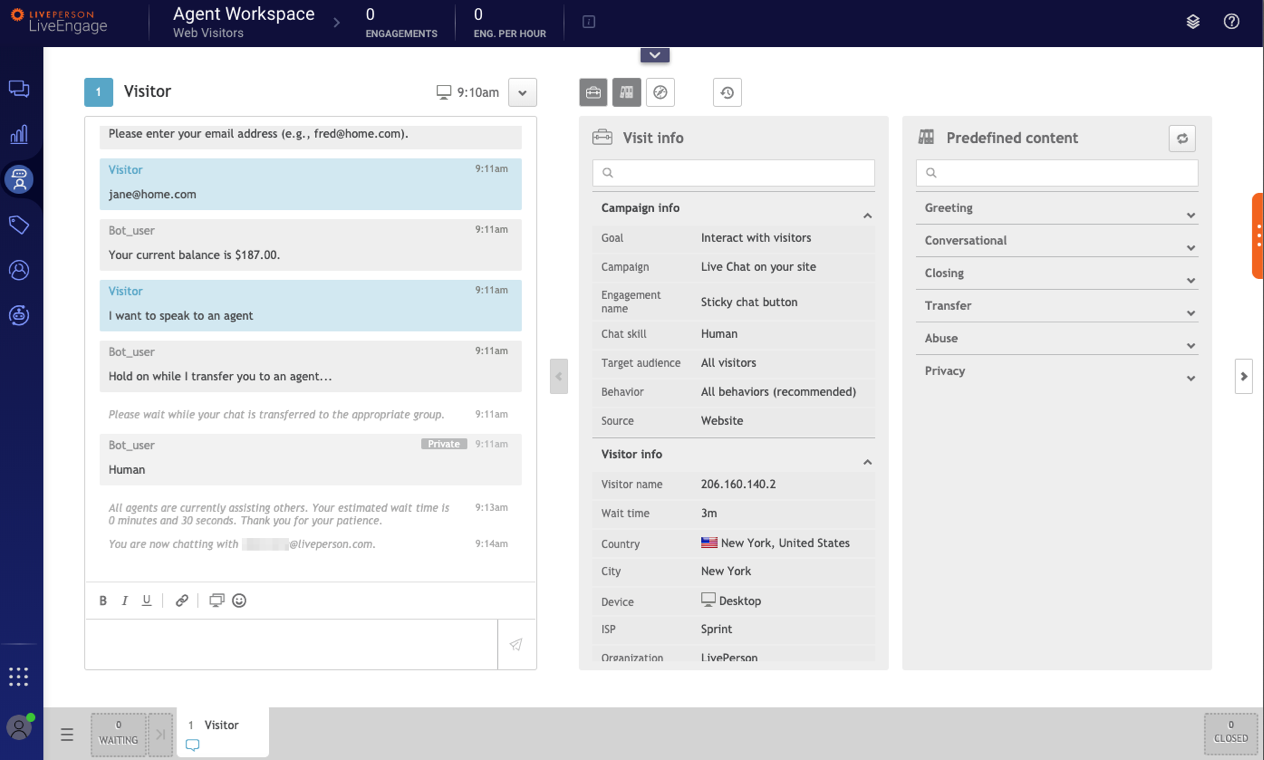 LIVEPERSON
LiveEngage
Agent Workspace
Web Visitors
0
ENGAGEMENTS
0
ENG. PER HOUR
1
Visitor
9:10am
Please enter your email address (e.g., fred@home.com).
Visitor 9:11am
jane@home.com
Bot_user 9:11am
Your current balance is $187.00.
Visitor 9:11am
I want to speak to an agent
Bot_user 9:11am
Hold on while I transfer you to an agent...
Please wait while your chat is transferred to the appropriate group. 9:11am
Bot_user Private 9:11am
Human
All agents are currently assisting others. Your estimated wait time is 9:13am
0 minutes and 30 seconds. Thank you for your patience.
You are now chatting with @liveperson.com. 9:14am
B I U
Visit info
Campaign info
Goal Interact with visitors
Campaign Live Chat on your site
Engagement
name Sticky chat button
Chat skill Human
Target audience All visitors
Behavior All behaviors (recommended)
Source Website
Visitor info
Visitor name 206.160.140.2
Wait time 3m
Country New York, United States
City New York
Device Desktop
ISP Sprint
Organization LivePerson
Predefined content
Greeting
Conversational
Closing
Transfer
Abuse
Privacy
0
WAITING
1 Visitor
0
CLOSED